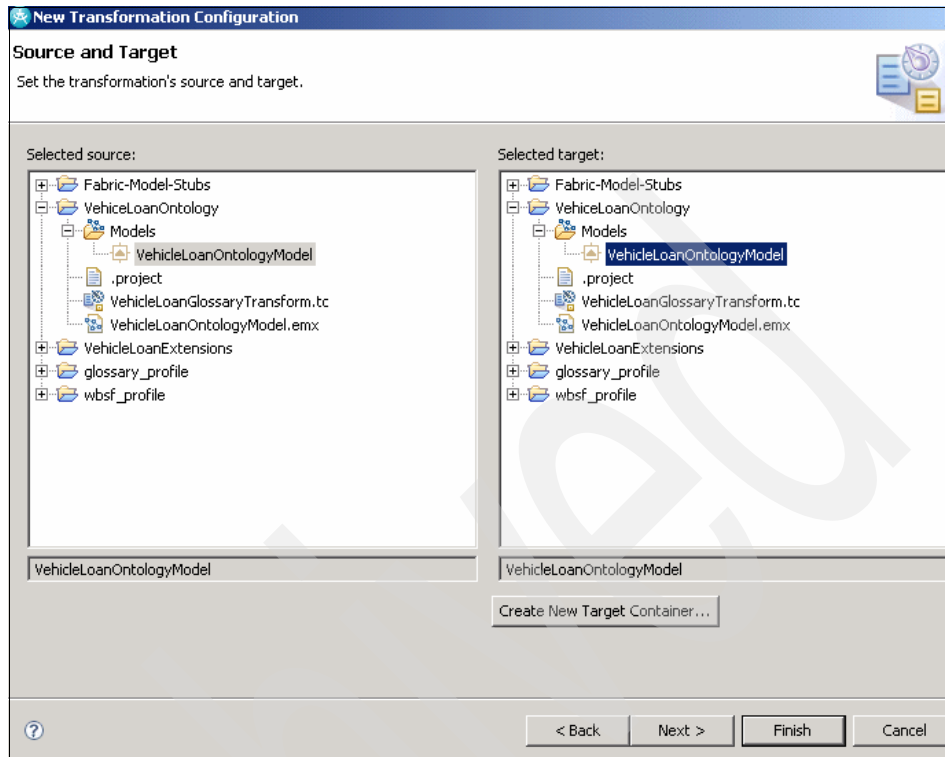 New Transformation Configuration
Source and Target
Set the transformation's source and target.
Selected source:
Fabric-Model-Stubs
VehiceLoanOntology
Models
VehicleLoanOntologyModel
.project
VehicleLoanGlossaryTransform.tc
VehicleLoanOntologyModel.emx
VehicleLoanExtensions
glossary_profile
wbsf_profile
VehicleLoanOntologyModel
Selected target:
Fabric-Model-Stubs
VehiceLoanOntology
Models
VehicleLoanOntologyModel
.project
VehicleLoanGlossaryTransform.tc
VehicleLoanOntologyModel.emx
VehicleLoanExtensions
glossary_profile
wbsf_profile
VehicleLoanOntologyModel
Create New Target Container...
?
< Back
Next >
Finish
Cancel